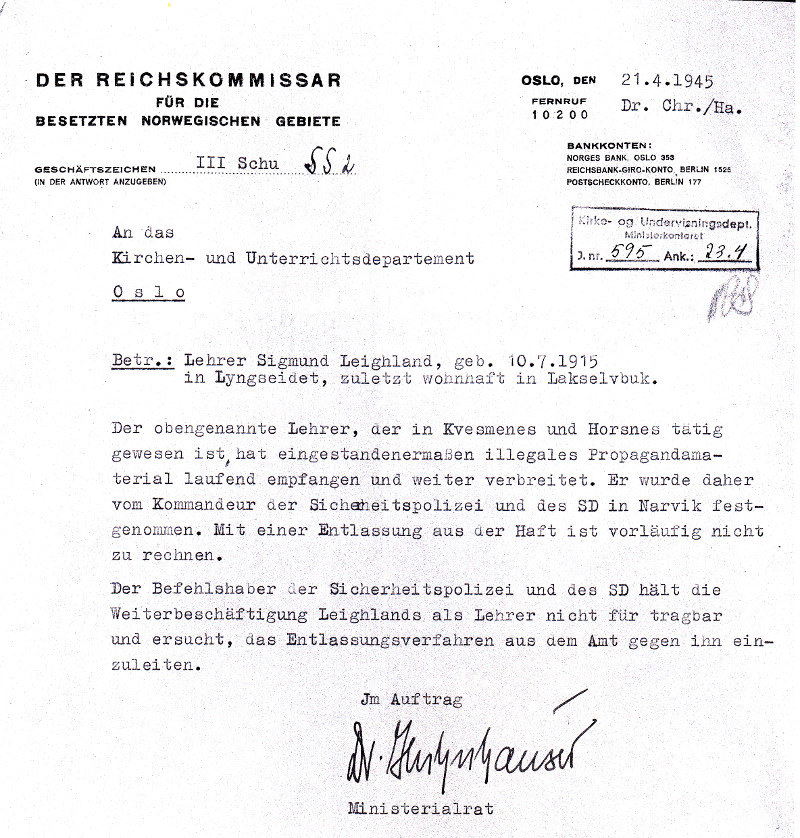 DER REICHSKOMMISSAR
FÜR DIE
BESETZTEN NORWEGISCHEN GEBIETE
OSLO, DEN 21.4.1945
FERNRUF
10200
Dr. Chr./Ha.
BANKKONTEN:
NORGES BANK, OSLO 353
REICHSBANK-GIRO-KONTO, BERLIN 1525
POSTSCHECKKONTO, BERLIN 177
GESCHÄFTSZEICHEN III Schu
(IN DER ANTWORT ANZUGEBEN)
Kirke- og Undervisningsdept.
Ministerkontoret
J.nr. 595 Ank.: 23.4
An das
Kirchen- und Unterrichtsdepartement
O s l o
Betr.: Lehrer Sigmund Leighland, geb. 10.7.1915
in Lyngseidet, zuletzt wohnhaft in Lakselvbuk.
Der obengenannte Lehrer, der in Kvesmenes und Horsnes tätig
gewesen ist, hat eingestandenermaßen illegales Propagandama-
terial laufend empfangen und weiter verbreitet. Er wurde daher
vom Kommandeur der Sicherheitspolizei und des SD in Narvik fest-
genommen. Mit einer Entlassung aus der Haft ist vorläufig nicht
zu rechnen.
Der Befehlshaber der Sicherheitspolizei und des SD hält die
Weiterbeschäftigung Leighlands als Lehrer nicht für tragbar
und ersucht, das Entlassungsverfahren aus dem Amt gegen ihn ein-
zuleiten.
Jm Auftrag
Dr.
Ministerialrat